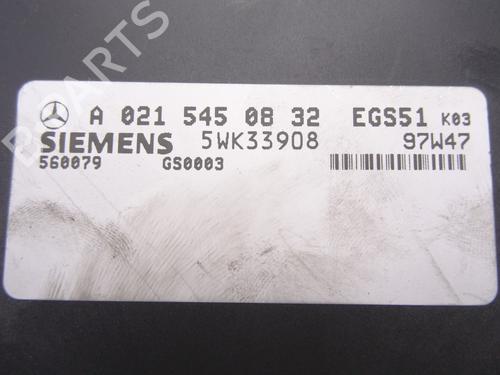 A 021 545 08 32 EGS51 K03
SIEMENS 5WK33908 97W47
560079 GS0003